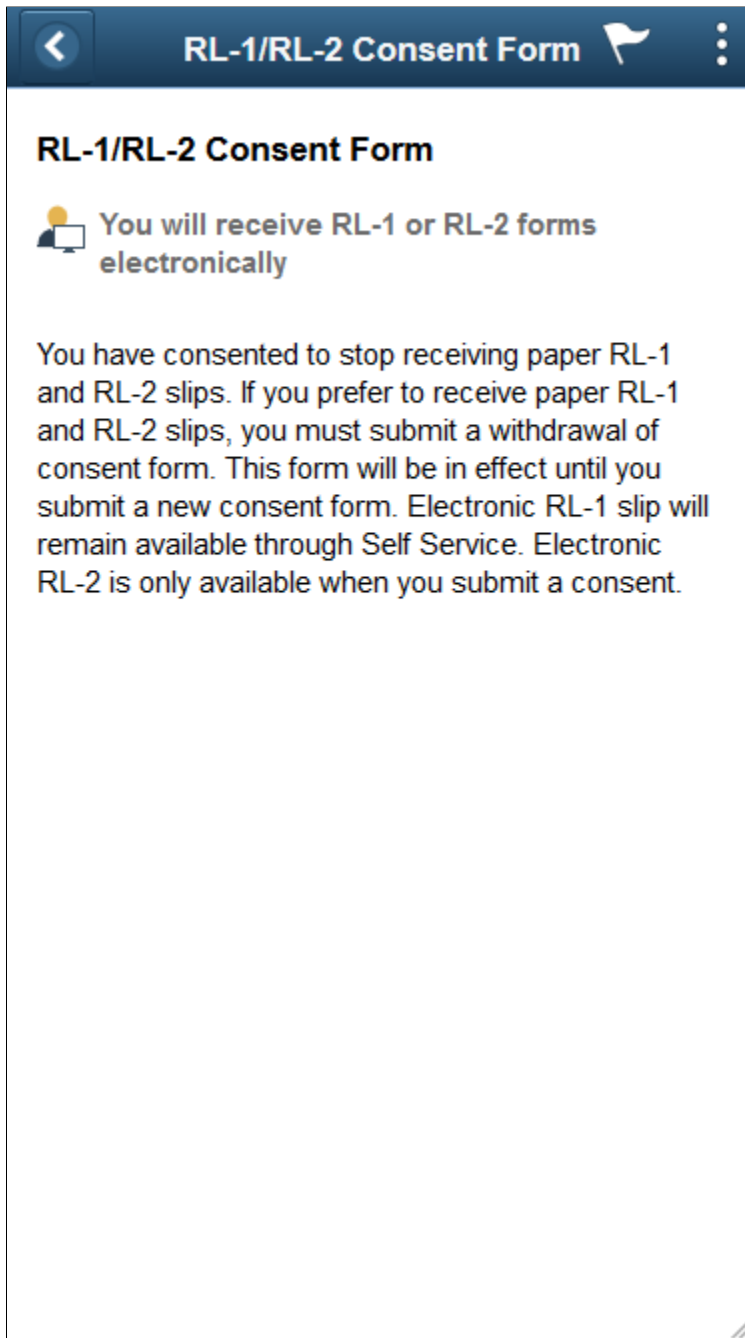 RL-1/RL-2 Consent Form
RL-1/RL-2 Consent Form
You will receive RL-1 or RL-2 forms
electronically
You have consented to stop receiving paper RL-1
and RL-2 slips. If you prefer to receive paper RL-1
and RL-2 slips, you must submit a withdrawal of
consent form. This form will be in effect until you
submit a new consent form. Electronic RL-1 slip will
remain available through Self Service. Electronic
RL-2 is only available when you submit a consent.